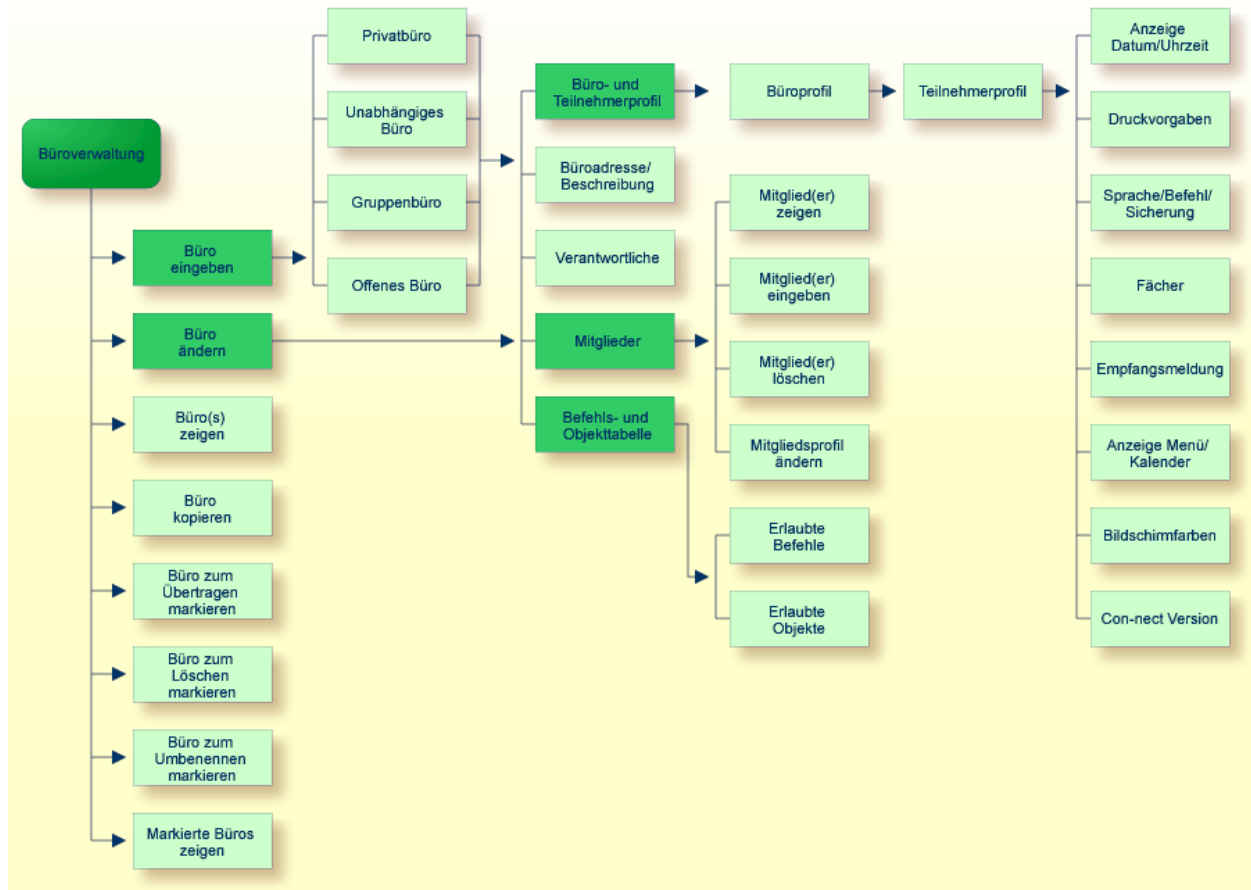 Büroverwaltung
Büro
eingeben
Büro
ändern
Büro(s)
zeigen
Büro
kopieren
Büro zum
Übertragen
markieren
Büro zum
Löschen
markieren
Büro zum
Umbenennen
markieren
Markierte Büros
zeigen
Privatbüro
Unabhängiges
Büro
Gruppenbüro
Offenes Büro
Büro- und
Teilnehmerprofil
Büroadresse/
Beschreibung
Verantwortliche
Mitglieder
Befehls- und
Objekttabelle
Büroprofil
Mitglied(er)
zeigen
Mitglied(er)
eingeben
Mitglied(er)
löschen
Mitgliedsprofil
ändern
Erlaubte
Befehle
Erlaubte
Objekte
Teilnehmerprofil
Anzeige
Datum/Uhrzeit
Druckvorgaben
Sprache/Befehl/
Sicherung
Fächer
Empfangsmeldung
Anzeige Menü/
Kalender
Bildschirmfarben
Con-nect Version